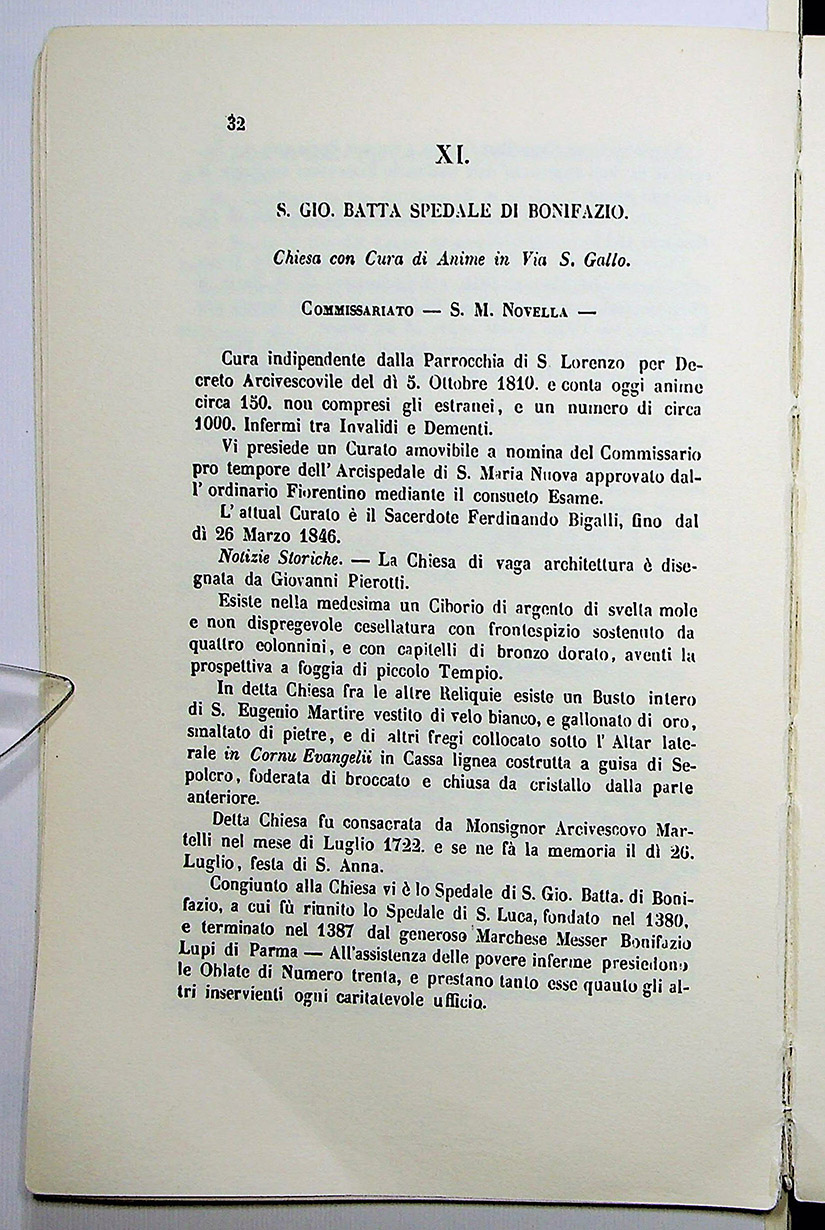 32
XI.
S. GIO. BATTA SPEDALE DI BONIFAZIO.
Chiesa con Cura di Anime in Via S. Gallo.
COMMISSARIATO — S. M. NOVELLA —
Cura indipendente dalla Parrocchia di S. Lorenzo per De-
creto Arcivescovile del dì 5. Ottobre 1810. e conta oggi anime
circa 150. non compresi gli estranei, e un numero di circa
1000. Infermi tra Invalidi e Dementi.
Vi presiede un Curato amovibile a nomina del Commissario
pro tempore dell' Arcispedale di S. Maria Nuova approvato dal-
l' ordinario Fiorentino mediante il consueto Esame.
L' attual Curato è il Sacerdote Ferdinando Bigalli, fino dal
dì 26 Marzo 1846.
Notizie Storiche. — La Chiesa di vaga architettura è dise-
gnata da Giovanni Pierotti.
Esiste nella medesima un Ciborio di argento di svelta mole
e non dispregevole cesellatura con frontespizio sostenuto da
quattro colonnini, e con capitelli di bronzo dorato, aventi la
prospettiva a foggia di piccolo Tempio.
In detta Chiesa fra le altre Reliquie esiste un Busto intero
di S. Eugenio Martire vestito di velo bianco, e gallonato di oro,
smaltato di pietre, e di altri fregi collocato sotto l' Altar late-
rale in Cornu Evangelii in Cassa lignea costrutta a guisa di Se-
polcro, foderata di broccato e chiusa da cristallo dalla parte
anteriore.
Detta Chiesa fu consacrata da Monsignor Arcivescovo Mar-
telli nel mese di Luglio 1722. e se ne fà la memoria il dì 26.
Luglio, festa di S. Anna.
Congiunto alla Chiesa vi è lo Spedale di S. Gio. Batta. di Boni-
fazio, a cui fù riunito lo Spedale di S. Luca, fondato nel 1380,
e terminato nel 1387 dal generoso Marchese Messer Bonifazio
Lupi di Parma — All'assistenza delle povere inferme presiedono
le Oblate di Numero trenta, e prestano tanto esse quanto gli al-
tri inservienti ogni caritatevole ufficio.